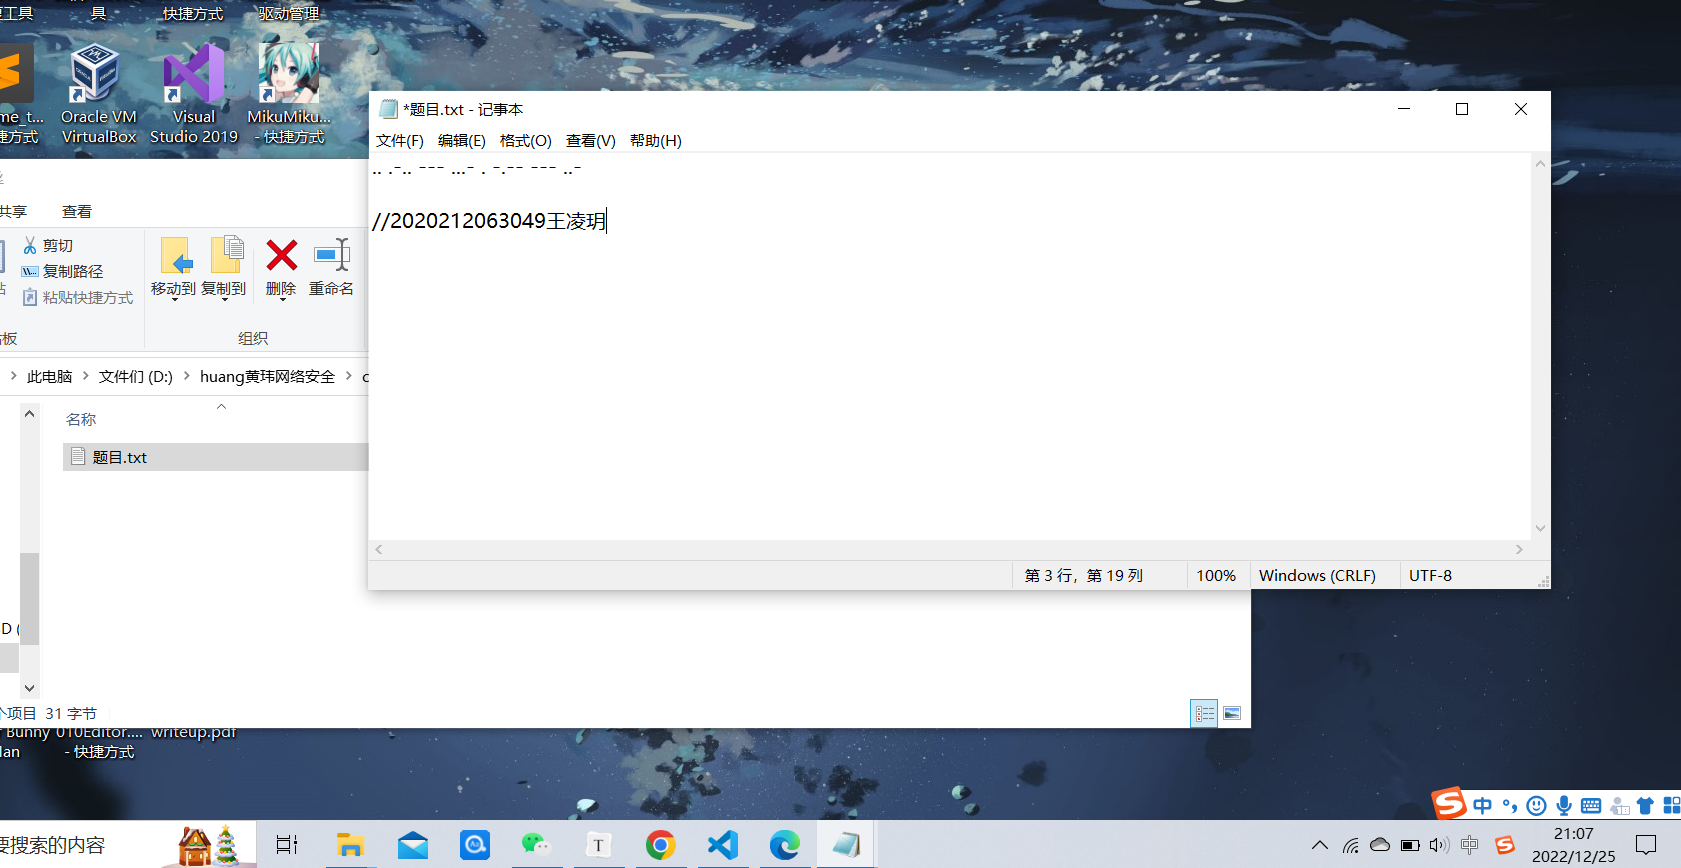 工具
具
快捷方式
驱动管理
me_t...
捷方式
Oracle VM
VirtualBox
Visual
Studio 2019
MikuMiku...
- 快捷方式
*题目.txt - 记事本
文件(F) 编辑(E) 格式(O) 查看(V) 帮助(H)
.. .-.. --- ...- . -.-- --- ..-
//2020212063049王凌玥
第 3 行，第 19 列
100%
Windows (CRLF)
UTF-8
共享
查看
剪切
复制路径
粘贴快捷方式
移动到
复制到
删除
重命名
组织
此电脑 > 文件们 (D:) > huang黄玮网络安全 > c
名称
题目.txt
D (
个项目 31 字节
Bunny
lan
010Editor....
- 快捷方式
writeup.pdf
中
要搜索的内容
中
21:07
2022/12/25